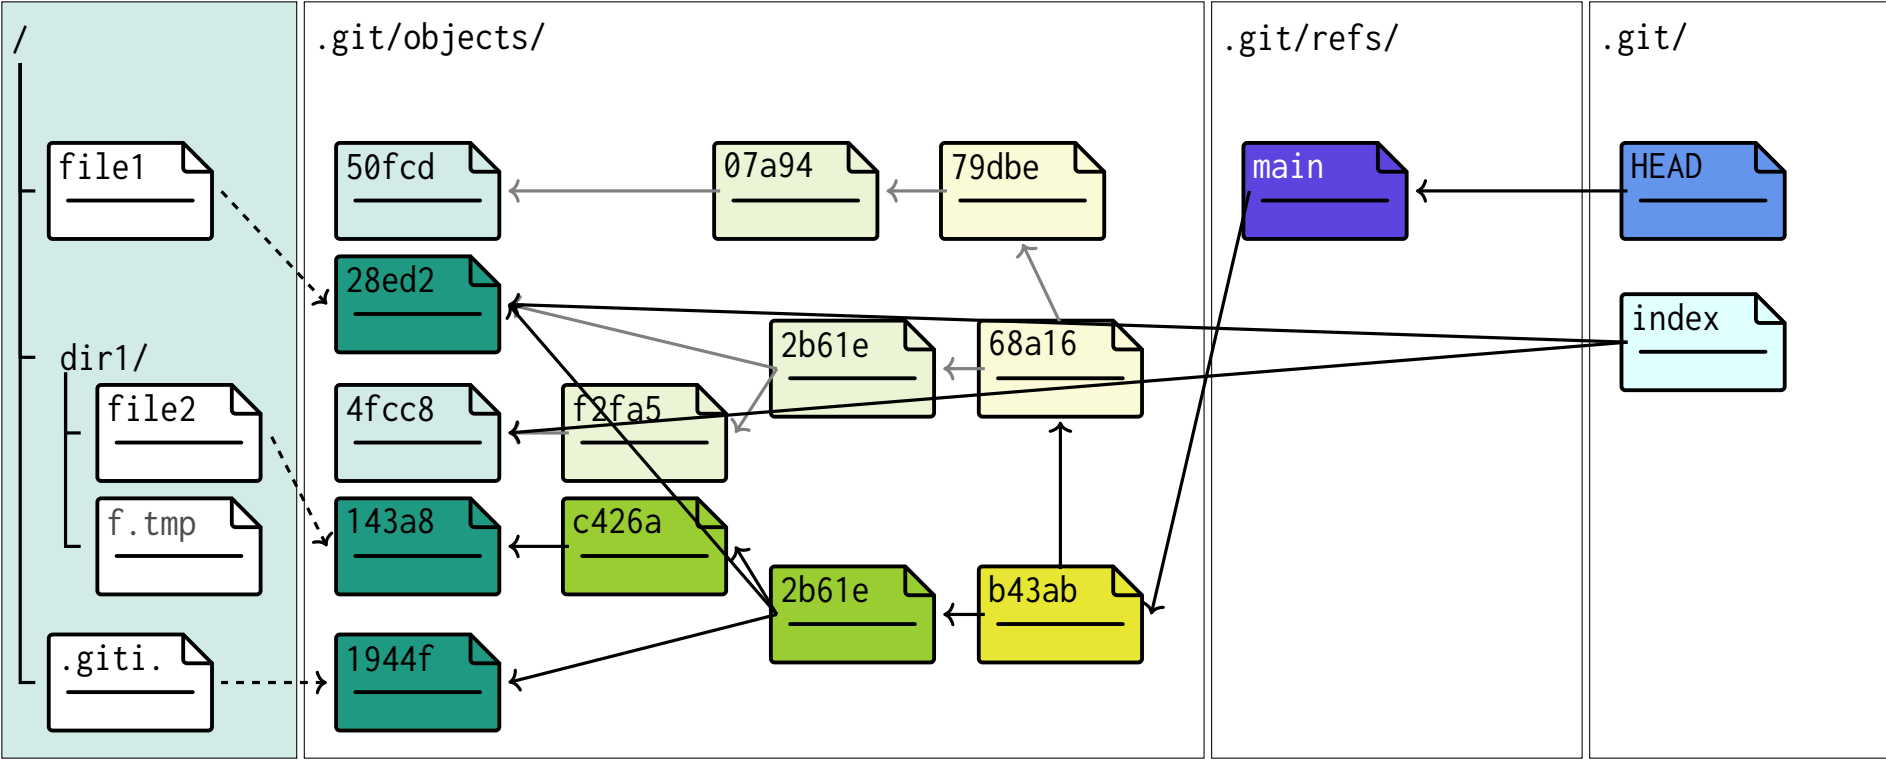 /
.git/objects/
.git/refs/
.git/
file1
50fcd
07a94
79dbe
main
HEAD
28ed2
index
dir1/
2b61e
68a16
file2
4fcc8
f2fa5
f.tmp
143a8
c426a
2b61e
b43ab
.giti.
1944f